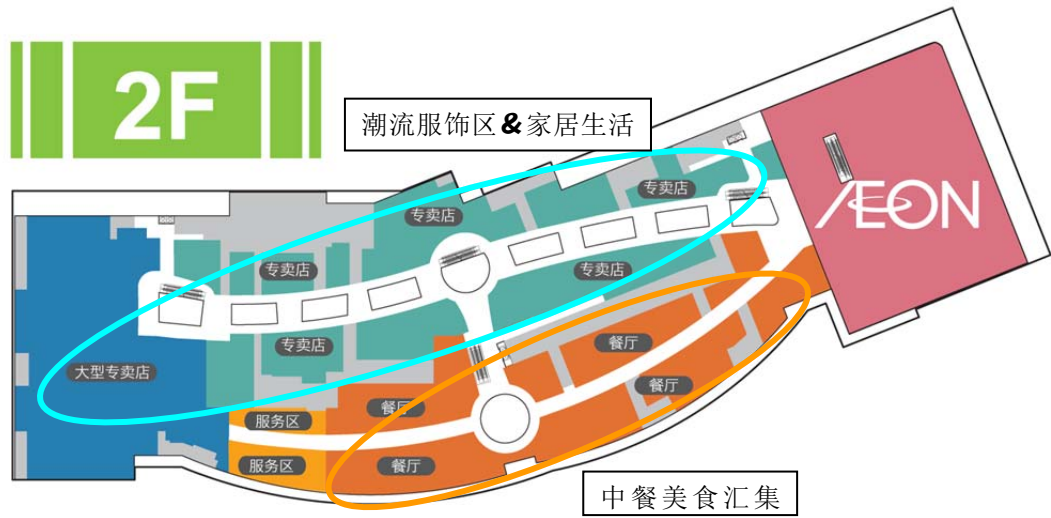 2F
潮流服饰区&家居生活
专卖店
专卖店
AEON
专卖店
专卖店
专卖店
大型专卖店
餐厅
餐厅
餐厅
服务区
服务区
餐厅
中餐美食汇集